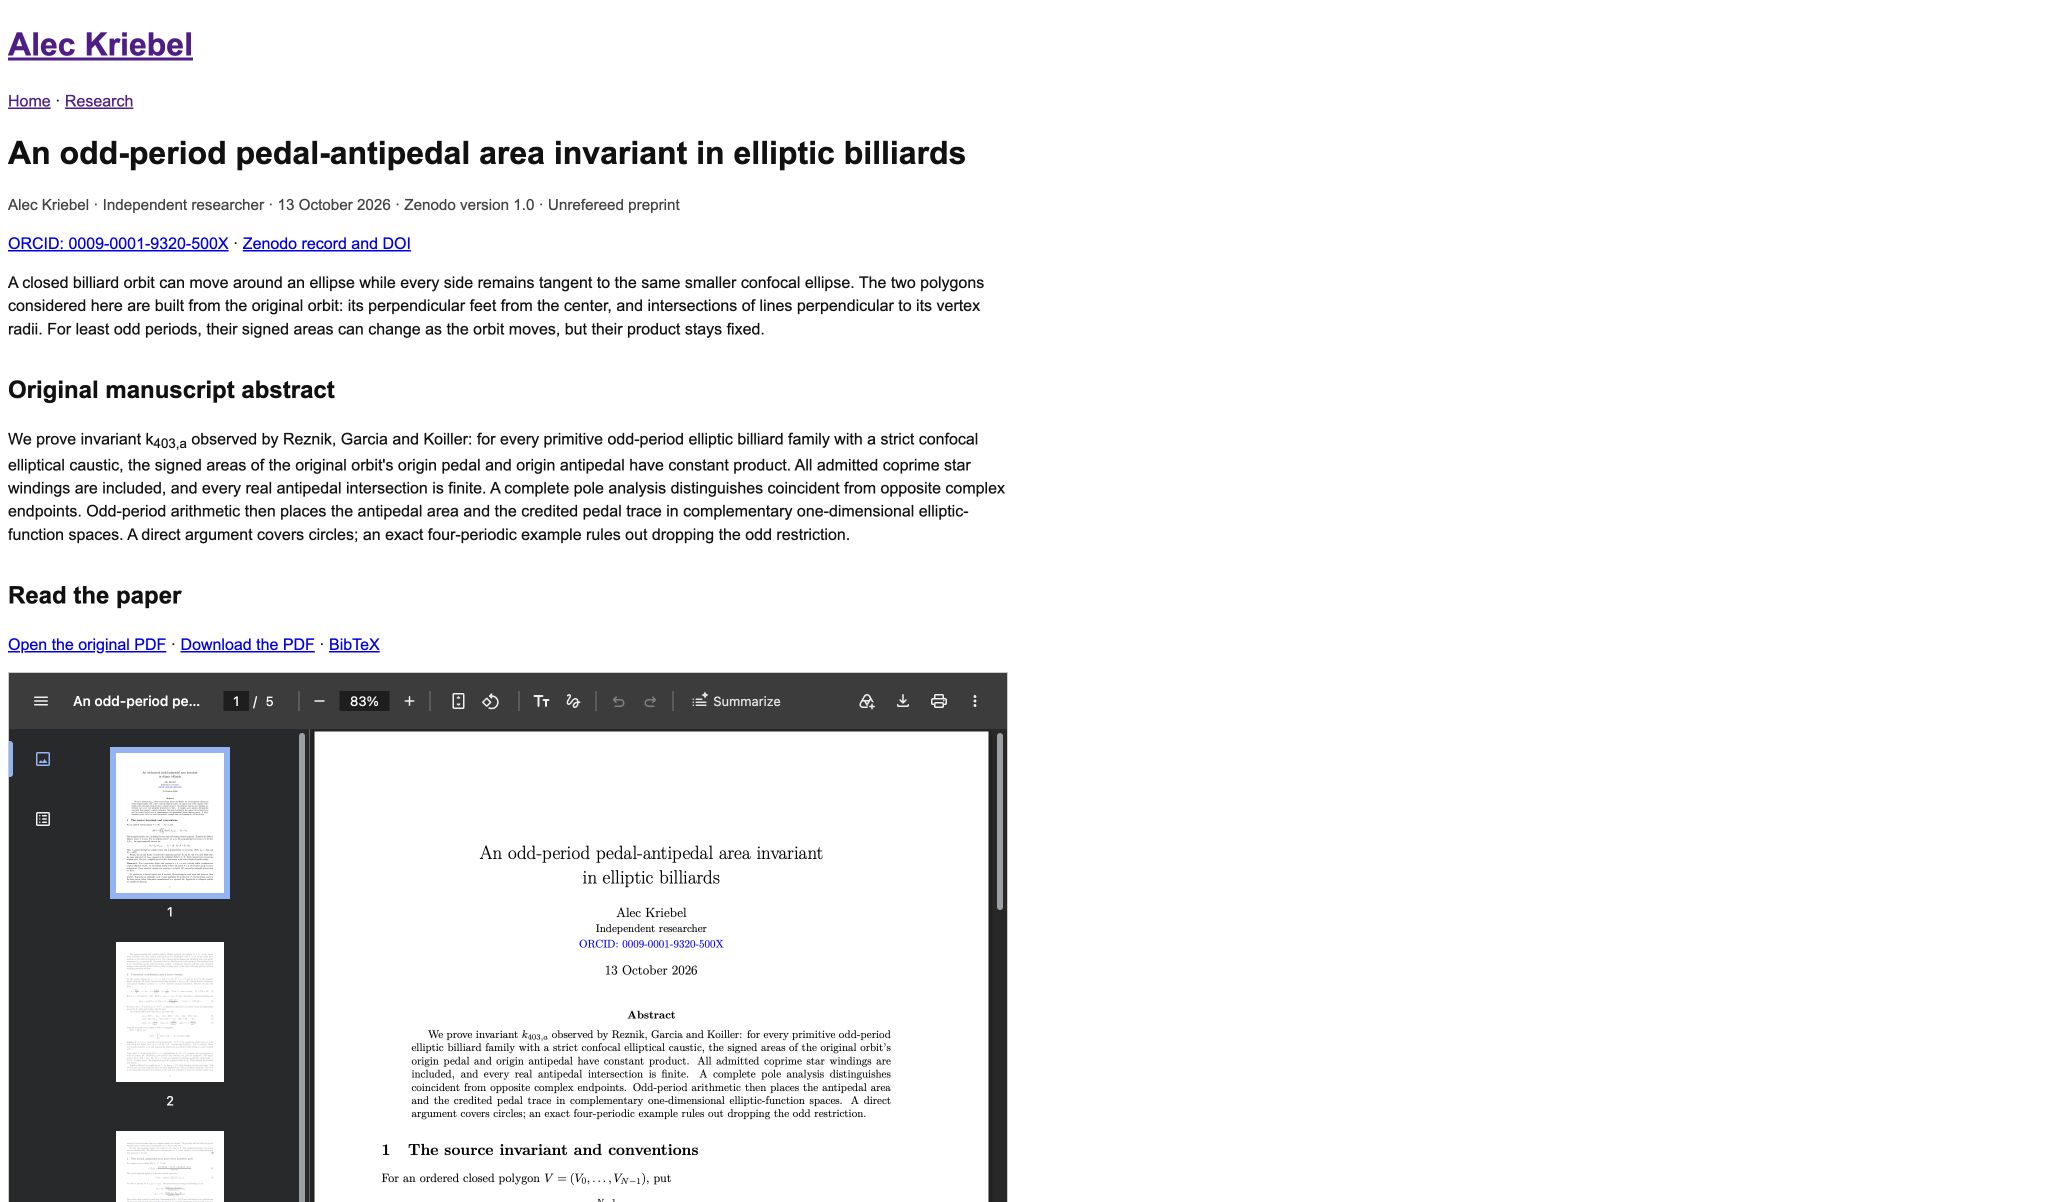 Alec Kriebel
Home · Research
An odd-period pedal-antipedal area invariant in elliptic billiards
Alec Kriebel · Independent researcher · 13 October 2026 · Zenodo version 1.0 · Unrefereed preprint
ORCID: 0009-0001-9320-500X · Zenodo record and DOI
A closed billiard orbit can move around an ellipse while every side remains tangent to the same smaller confocal ellipse. The two polygons
considered here are built from the original orbit: its perpendicular feet from the center, and intersections of lines perpendicular to its vertex
radii. For least odd periods, their signed areas can change as the orbit moves, but their product stays fixed.
Original manuscript abstract
We prove invariant k403,a observed by Reznik, Garcia and Koiller: for every primitive odd-period elliptic billiard family with a strict confocal
elliptical caustic, the signed areas of the original orbit's origin pedal and origin antipedal have constant product. All admitted coprime star
windings are included, and every real antipedal intersection is finite. A complete pole analysis distinguishes coincident from opposite complex
endpoints. Odd-period arithmetic then places the antipedal area and the credited pedal trace in complementary one-dimensional elliptic-
function spaces. A direct argument covers circles; an exact four-periodic example rules out dropping the odd restriction.
Read the paper
Open the original PDF · Download the PDF · BibTeX
An odd-period pe... 1 / 5 83% Summarize
1
2
An odd-period pedal-antipedal area invariant
in elliptic billiards
Alec Kriebel
Independent researcher
ORCID: 0009-0001-9320-500X
13 October 2026
Abstract
We prove invariant k403,a observed by Reznik, Garcia and Koiller: for every primitive odd-period
elliptic billiard family with a strict confocal elliptical caustic, the signed areas of the original orbit's
origin pedal and origin antipedal have constant product. All admitted coprime star windings are
included, and every real antipedal intersection is finite. A complete pole analysis distinguishes
coincident from opposite complex endpoints. Odd-period arithmetic then places the antipedal area
and the credited pedal trace in complementary one-dimensional elliptic-function spaces. A direct
argument covers circles; an exact four-periodic example rules out dropping the odd restriction.
1 The source invariant and conventions
For an ordered closed polygon V = (V0, . . . , VN−1), put